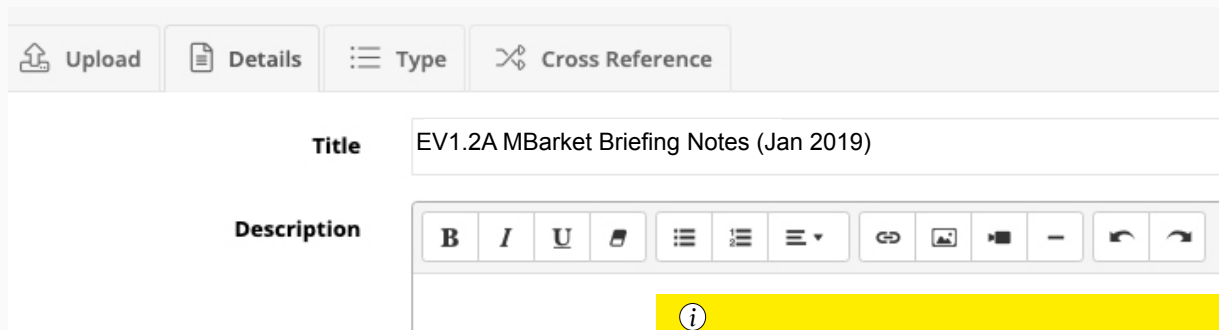 Upload Details Type Cross Reference
Title EV1.2A MBarket Briefing Notes (Jan 2019)
Description B I U
i